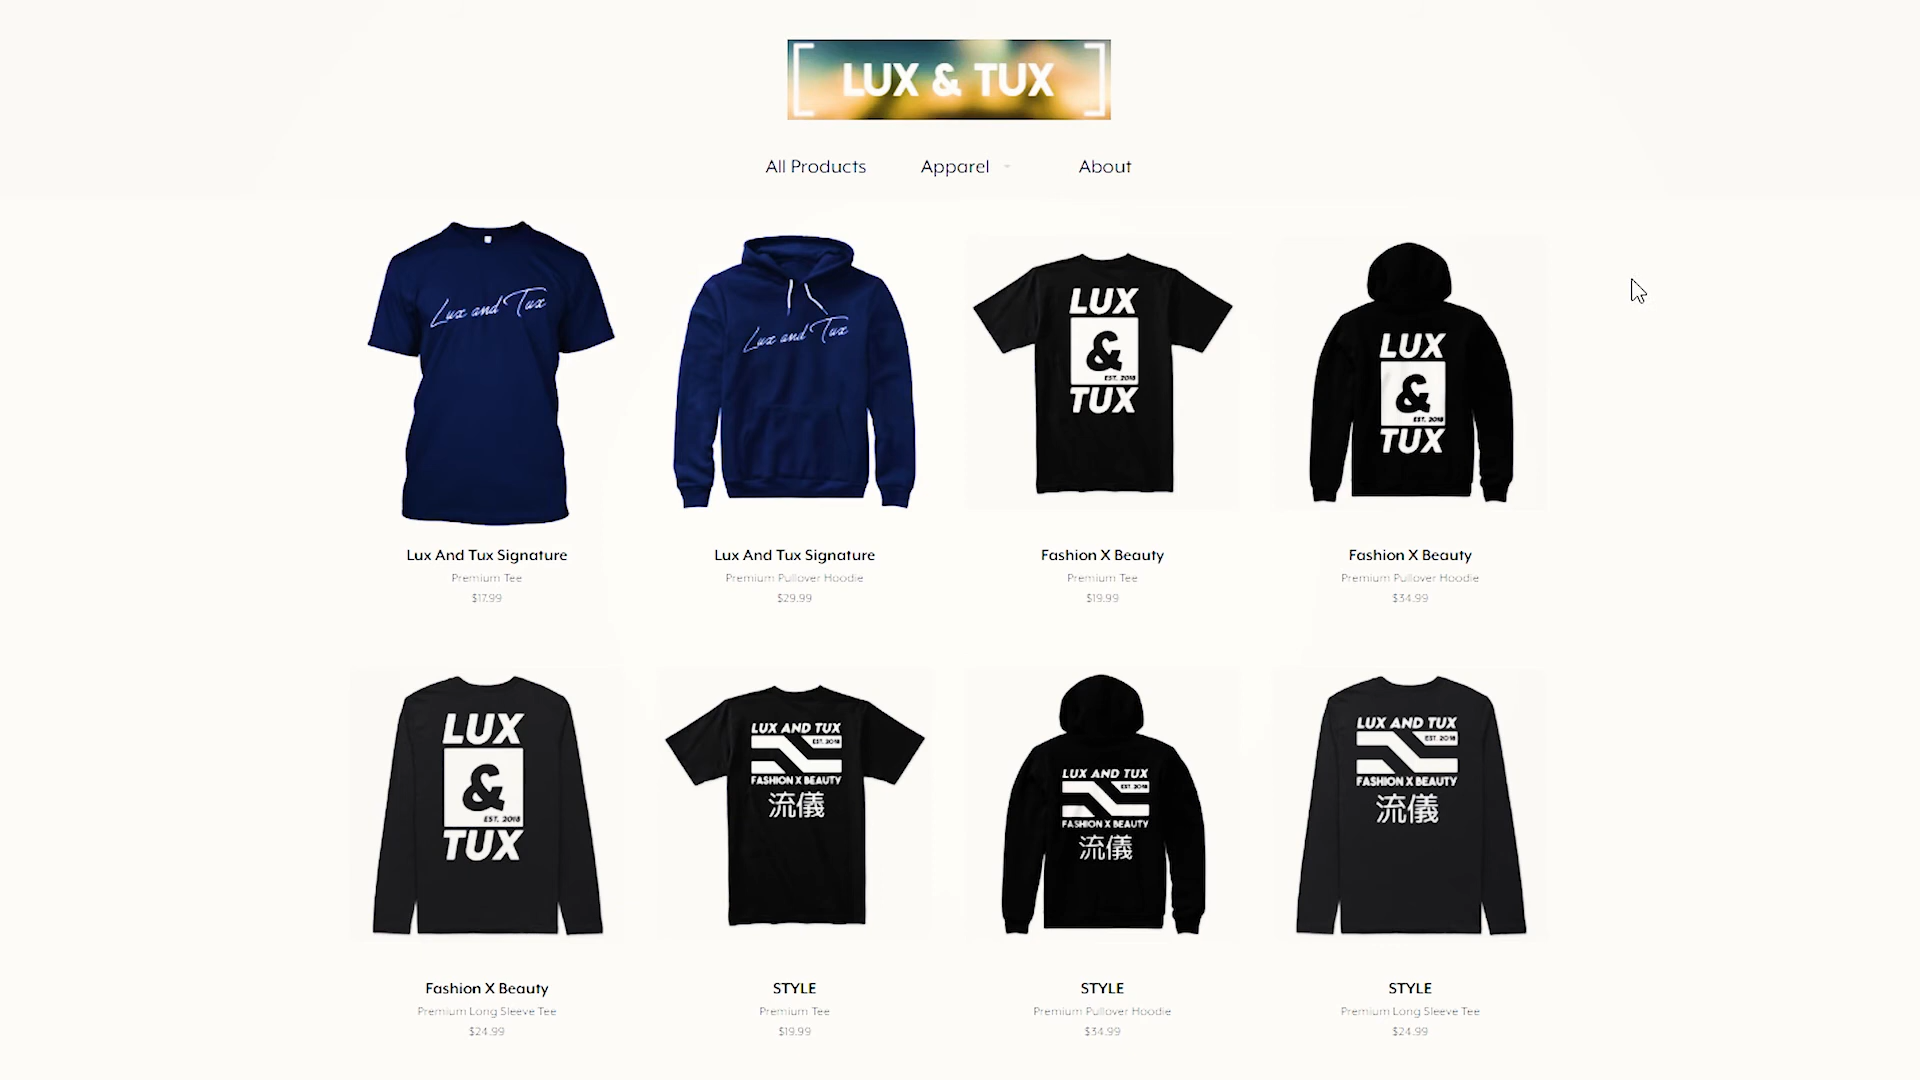 LUX & TUX
All Products
Apparel
About
Lux and Tux
Lux and Tux
LUX
&
EST. 2018
TUX
LUX
&
EST. 2018
TUX
Lux And Tux Signature
Premium Tee
$17.99
Lux And Tux Signature
Premium Pullover Hoodie
$29.99
Fashion X Beauty
Premium Tee
$19.99
Fashion X Beauty
Premium Pullover Hoodie
$34.99
LUX
&
EST. 2018
TUX
LUX AND TUX
EST. 2018
FASHION X BEAUTY
流儀
LUX AND TUX
EST. 2018
FASHION X BEAUTY
流儀
LUX AND TUX
EST. 2018
FASHION X BEAUTY
流儀
Fashion X Beauty
Premium Long Sleeve Tee
$24.99
STYLE
Premium Tee
$19.99
STYLE
Premium Pullover Hoodie
$34.99
STYLE
Premium Long Sleeve Tee
$24.99